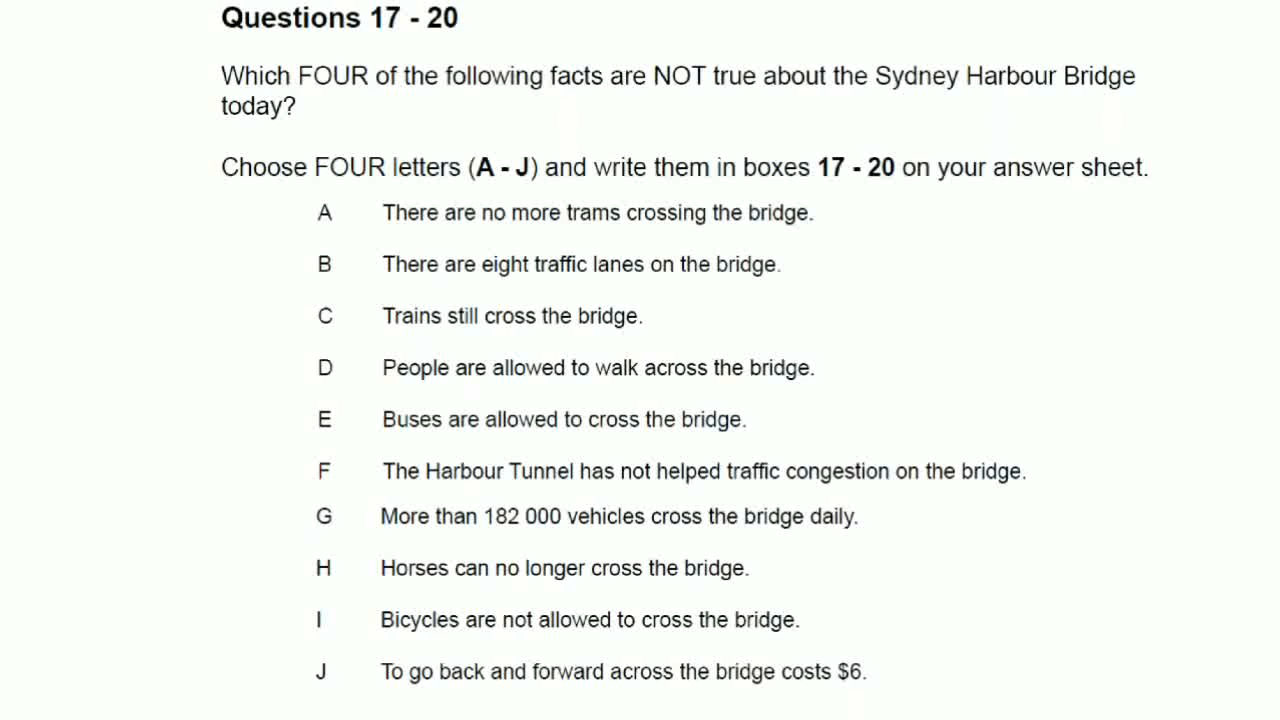 Questions 17 - 20
Which FOUR of the following facts are NOT true about the Sydney Harbour Bridge
today?
Choose FOUR letters (A - J) and write them in boxes 17 - 20 on your answer sheet.
A There are no more trams crossing the bridge.
B There are eight traffic lanes on the bridge.
C Trains still cross the bridge.
D People are allowed to walk across the bridge.
E Buses are allowed to cross the bridge.
F The Harbour Tunnel has not helped traffic congestion on the bridge.
G More than 182 000 vehicles cross the bridge daily.
H Horses can no longer cross the bridge.
I Bicycles are not allowed to cross the bridge.
J To go back and forward across the bridge costs $6.